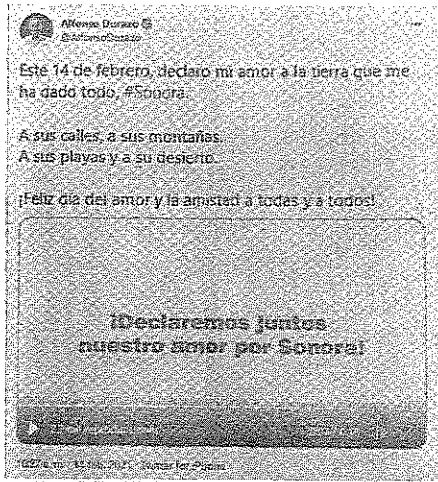 Alfonso Durazo
@AlfonsoDurazo
Este 14 de febrero, declaro mi amor a la tierra que me
ha dado todo, #Sonora.
A sus calles, a sus montañas.
A sus playas y a su desierto.
¡Feliz día del amor y la amistad a todas y a todos!
¡Declaremos juntos
nuestro amor por Sonora!